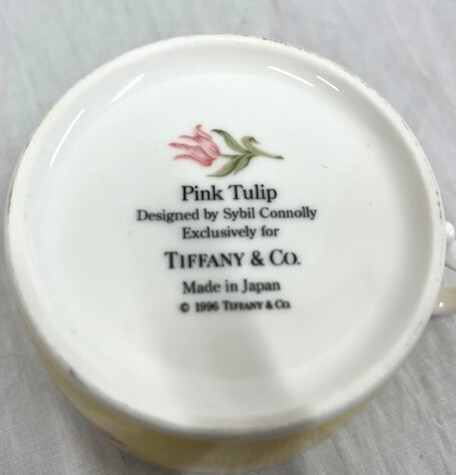 Pink Tulip
Designed by Sybil Connolly
Exclusively for
TIFFANY & CO.
Made in Japan
© 1996 TIFFANY & CO.